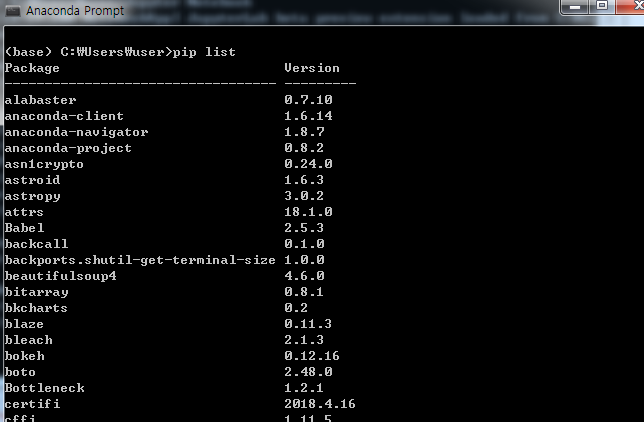 Anaconda Prompt
(base) C:₩Users₩user>pip list
Package Version
--------------------------------- ---------
alabaster 0.7.10
anaconda-client 1.6.14
anaconda-navigator 1.8.7
anaconda-project 0.8.2
asn1crypto 0.24.0
astroid 1.6.3
astropy 3.0.2
attrs 18.1.0
Babel 2.5.3
backcall 0.1.0
backports.shutil-get-terminal-size 1.0.0
beautifulsoup4 4.6.0
bitarray 0.8.1
bkcharts 0.2
blaze 0.11.3
bleach 2.1.3
bokeh 0.12.16
boto 2.48.0
Bottleneck 1.2.1
certifi 2018.4.16
cffi 1.11.5